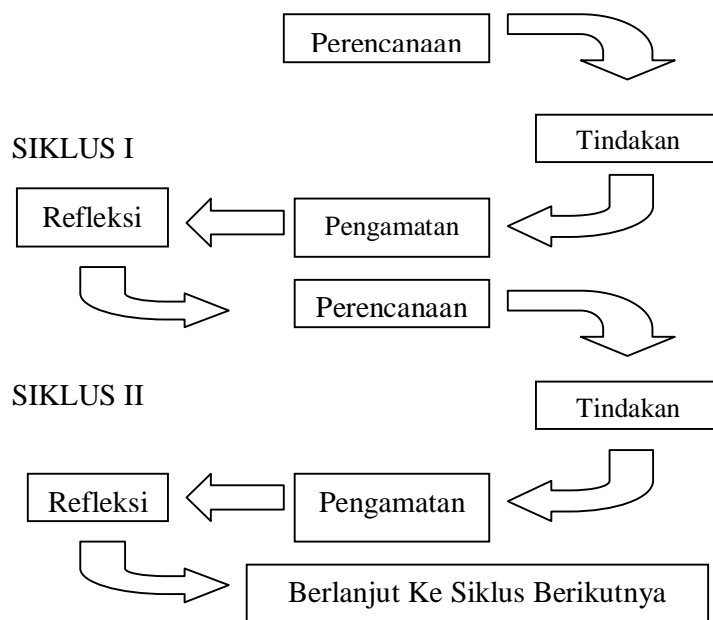 Perencanaan
Tindakan
SIKLUS I
Refleksi
Pengamatan
Perencanaan
SIKLUS II
Tindakan
Refleksi
Pengamatan
Berlanjut Ke Siklus Berikutnya